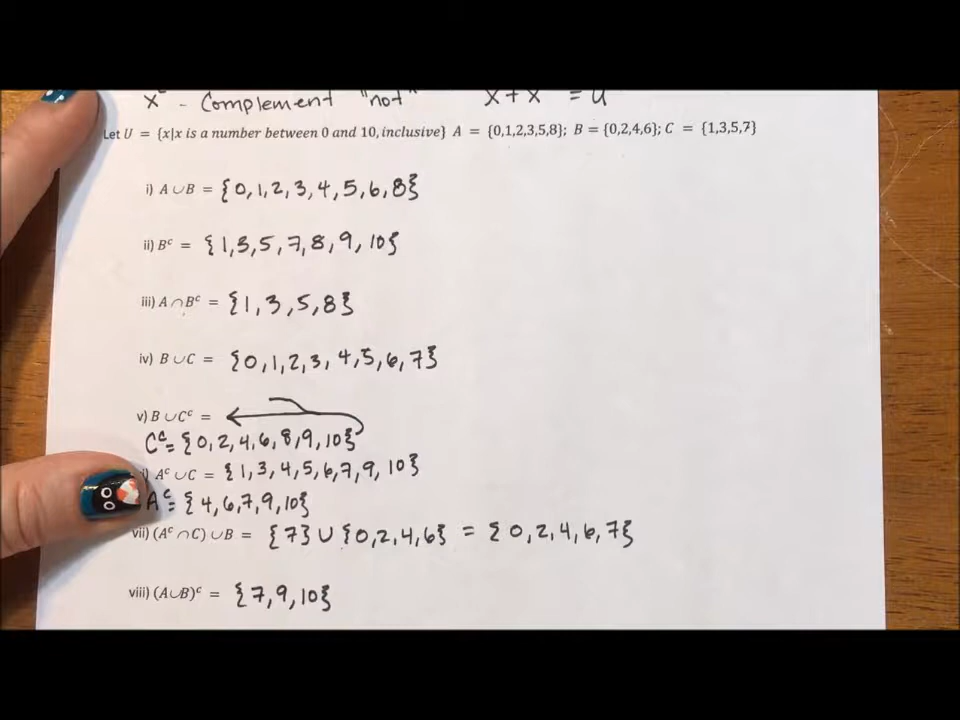 xᶜ - Complement "not" x + x = U
Let U = {x|x is a number between 0 and 10, inclusive} A = {0,1,2,3,5,8}; B = {0,2,4,6}; C = {1,3,5,7}
i) A ∪ B = {0,1,2,3,4,5,6,8}
ii) Bᶜ = {1,3,5,7,8,9,10}
iii) A ∩ Bᶜ = {1,3,5,8}
iv) B ∪ C = {0,1,2,3,4,5,6,7}
v) B ∪ Cᶜ =
Cᶜ = {0,2,4,6,8,9,10}
) Aᶜ ∪ C = {1,3,4,5,6,7,9,10}
Aᶜ = {4,6,7,9,10}
vii) (Aᶜ ∩ C) ∪ B = {7} ∪ {0,2,4,6} = {0,2,4,6,7}
viii) (A ∪ B)ᶜ = {7,9,10}